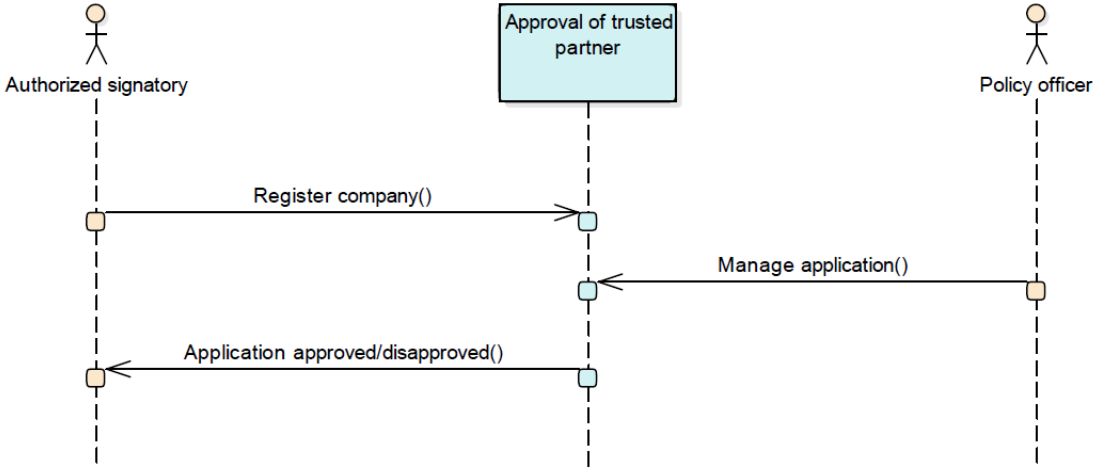 Approval of trusted
partner
Authorized signatory
Policy officer
Register company()
Manage application()
Application approved/disapproved()